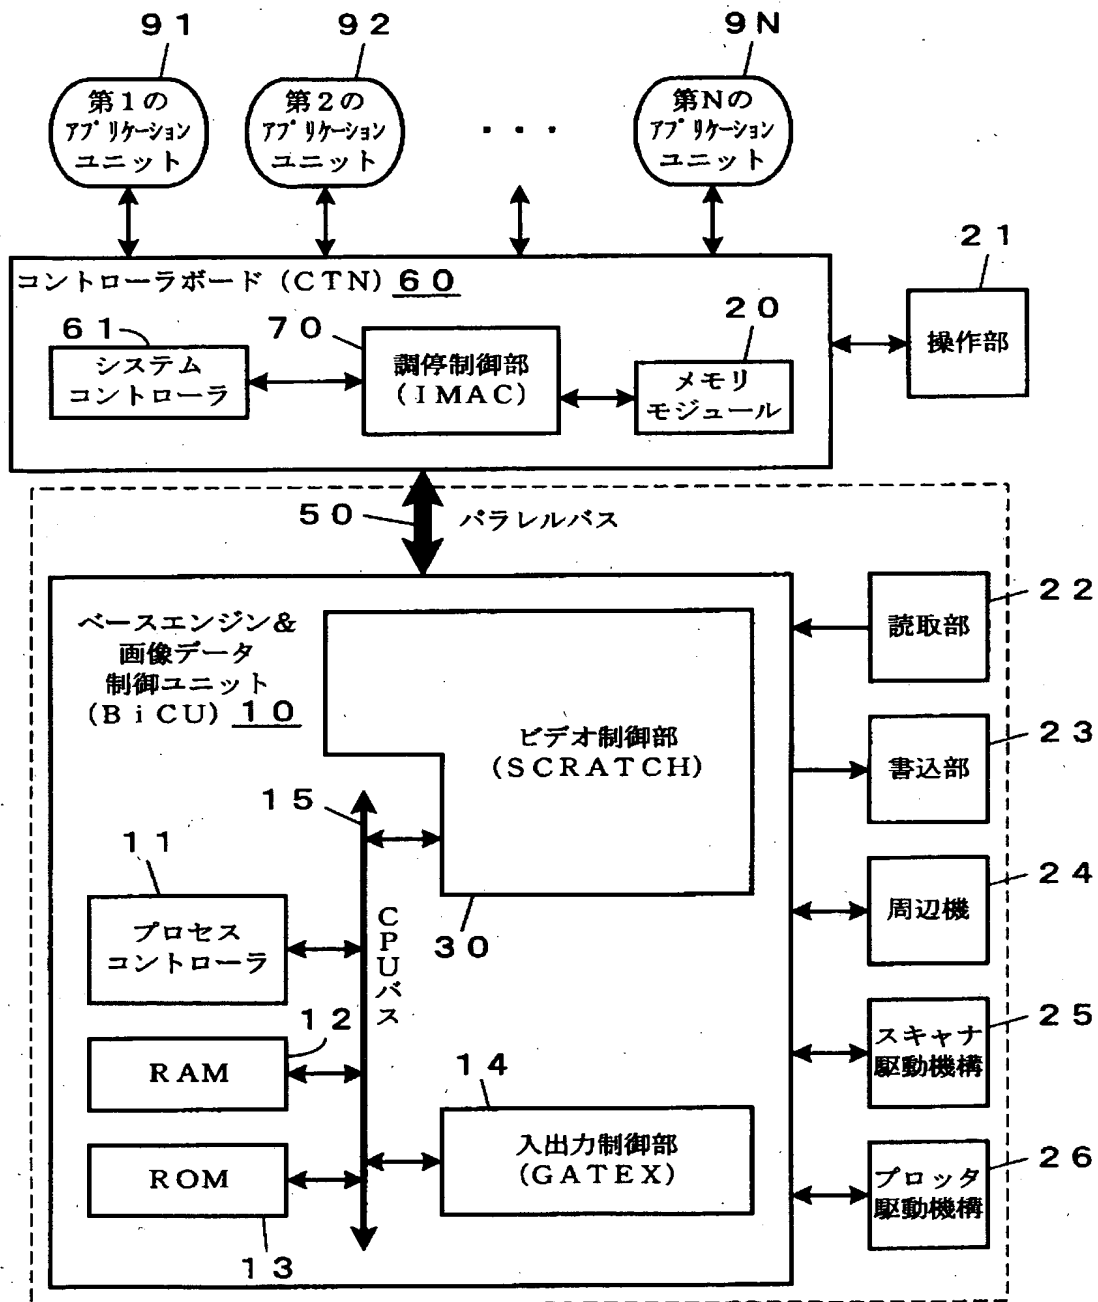 91
92
9N
第1の
アプリケーション
ユニット
第2の
アプリケーション
ユニット
・・・
第Nの
アプリケーション
ユニット
コントローラボード(CTN) 60
21
操作部
61
システム
コントローラ
70
調停制御部
(IMAC)
20
メモリ
モジュール
50
パラレルバス
ベースエンジン&
画像データ
制御ユニット
(BiCU) 10
ビデオ制御部
(SCRATCH)
30
15
CPUバス
11
プロセス
コントローラ
12
RAM
ROM
13
14
入出力制御部
(GATEX)
22
読取部
23
書込部
24
周辺機
25
スキャナ
駆動機構
26
プロッタ
駆動機構